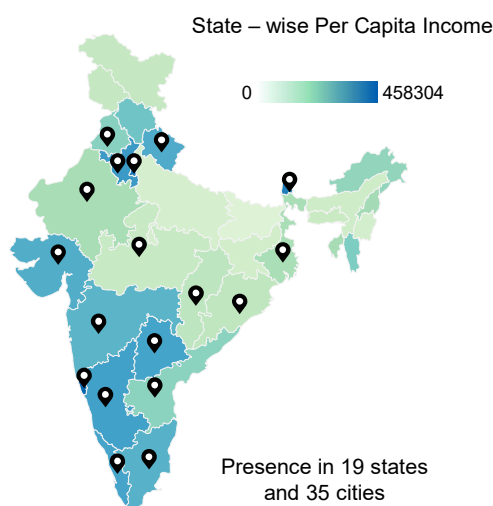 State – wise Per Capita Income
0 458304
Presence in 19 states
and 35 cities